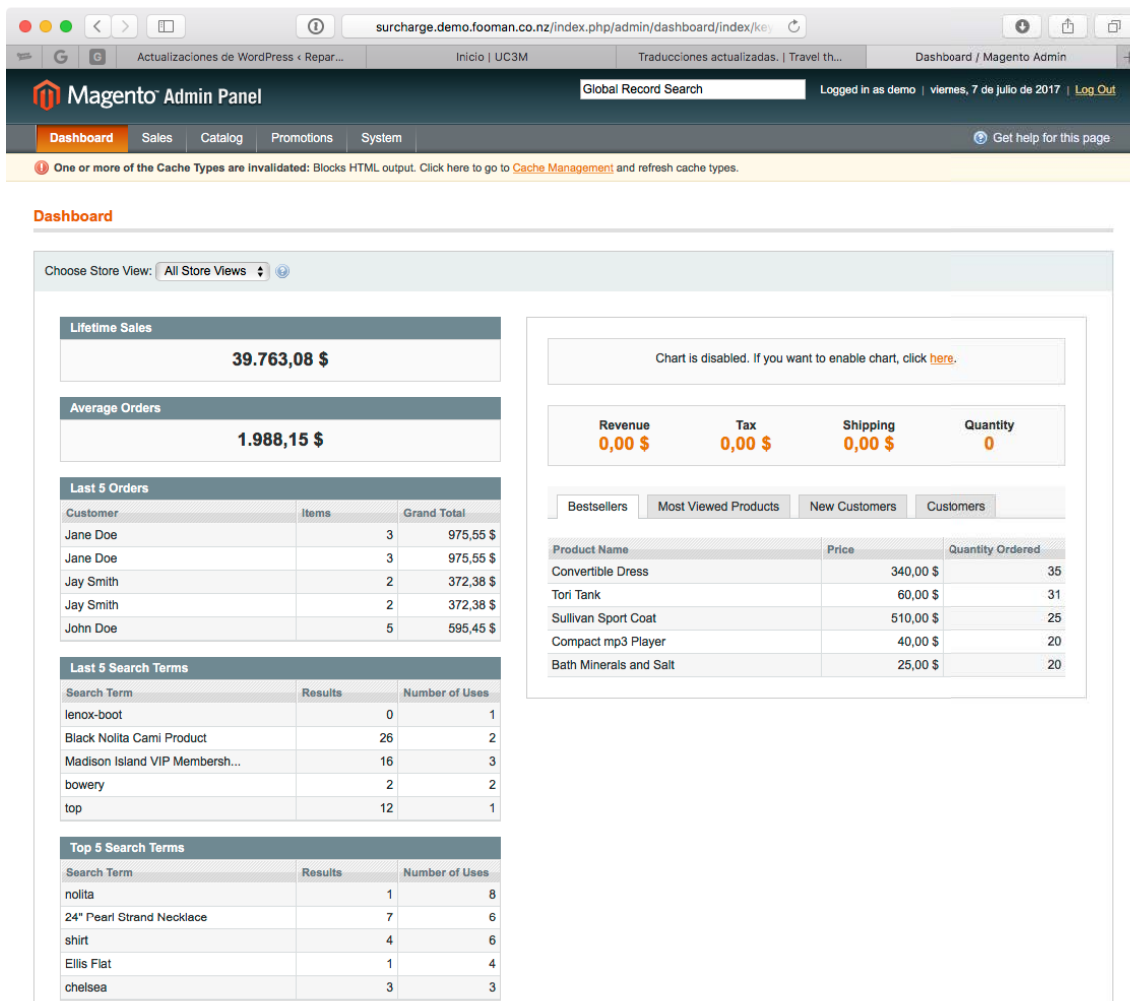 surcharge.demo.fooman.co.nz/index.php/admin/dashboard/index/key
G G Actualizaciones de WordPress ‹ Repar... Inicio | UC3M Traducciones actualizadas. | Travel th... Dashboard / Magento Admin
Magento Admin Panel Global Record Search Logged in as demo | viernes, 7 de julio de 2017 | Log Out
Dashboard Sales Catalog Promotions System Get help for this page
One or more of the Cache Types are invalidated: Blocks HTML output. Click here to go to Cache Management and refresh cache types.
Dashboard
Choose Store View: All Store Views
Lifetime Sales
39.763,08 $
Average Orders
1.988,15 $
Last 5 Orders
Customer Items Grand Total
Jane Doe 3 975,55 $
Jane Doe 3 975,55 $
Jay Smith 2 372,38 $
Jay Smith 2 372,38 $
John Doe 5 595,45 $
Last 5 Search Terms
Search Term Results Number of Uses
lenox-boot 0 1
Black Nolita Cami Product 26 2
Madison Island VIP Membersh... 16 3
bowery 2 2
top 12 1
Top 5 Search Terms
Search Term Results Number of Uses
nolita 1 8
24" Pearl Strand Necklace 7 6
shirt 4 6
Ellis Flat 1 4
chelsea 3 3
Chart is disabled. If you want to enable chart, click here.
Revenue Tax Shipping Quantity
0,00 $ 0,00 $ 0,00 $ 0
Bestsellers Most Viewed Products New Customers Customers
Product Name Price Quantity Ordered
Convertible Dress 340,00 $ 35
Tori Tank 60,00 $ 31
Sullivan Sport Coat 510,00 $ 25
Compact mp3 Player 40,00 $ 20
Bath Minerals and Salt 25,00 $ 20